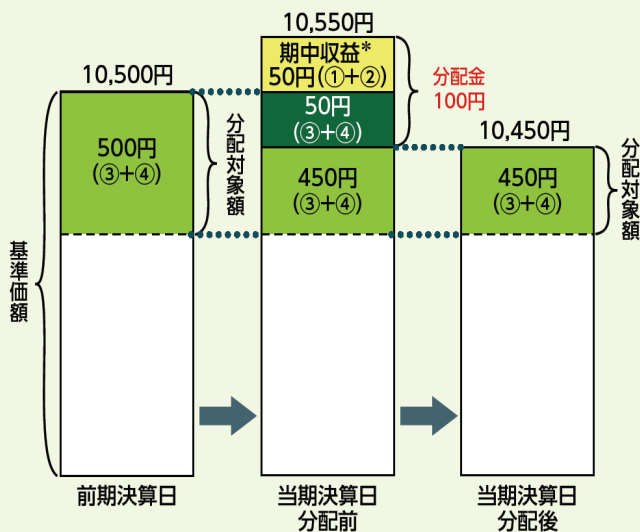 10,550円
期中収益*
50円(①+②)
50円
(③+④)
450円
(③+④)
分配金
100円
10,500円
500円
(③+④)
分配対象額
基準価額
10,450円
450円
(③+④)
分配対象額
前期決算日
当期決算日
分配前
当期決算日
分配後